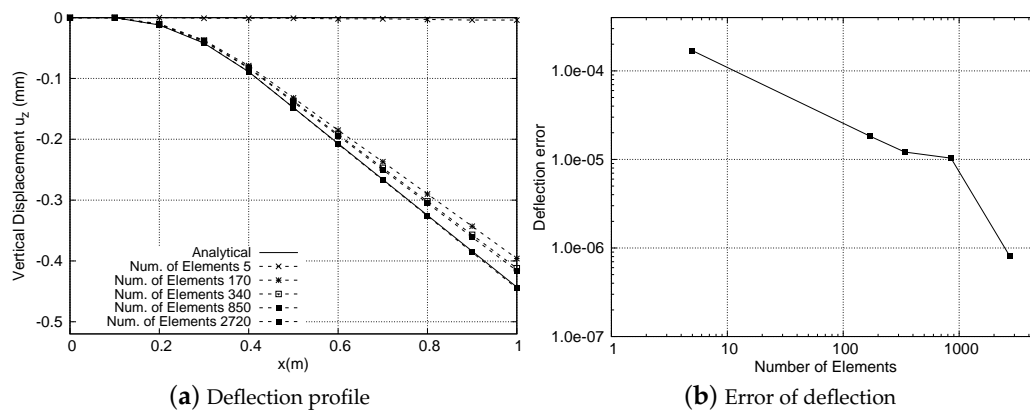 0
-0.1
-0.2
-0.3
-0.4
-0.5
Vertical Displacement u_z (mm)
Analytical
Num. of Elements 5
Num. of Elements 170
Num. of Elements 340
Num. of Elements 850
Num. of Elements 2720
0 0.2 0.4 0.6 0.8 1
x(m)
(a) Deflection profile
1.0e-04
1.0e-05
1.0e-06
1.0e-07
Deflection error
1 10 100 1000
Number of Elements
(b) Error of deflection